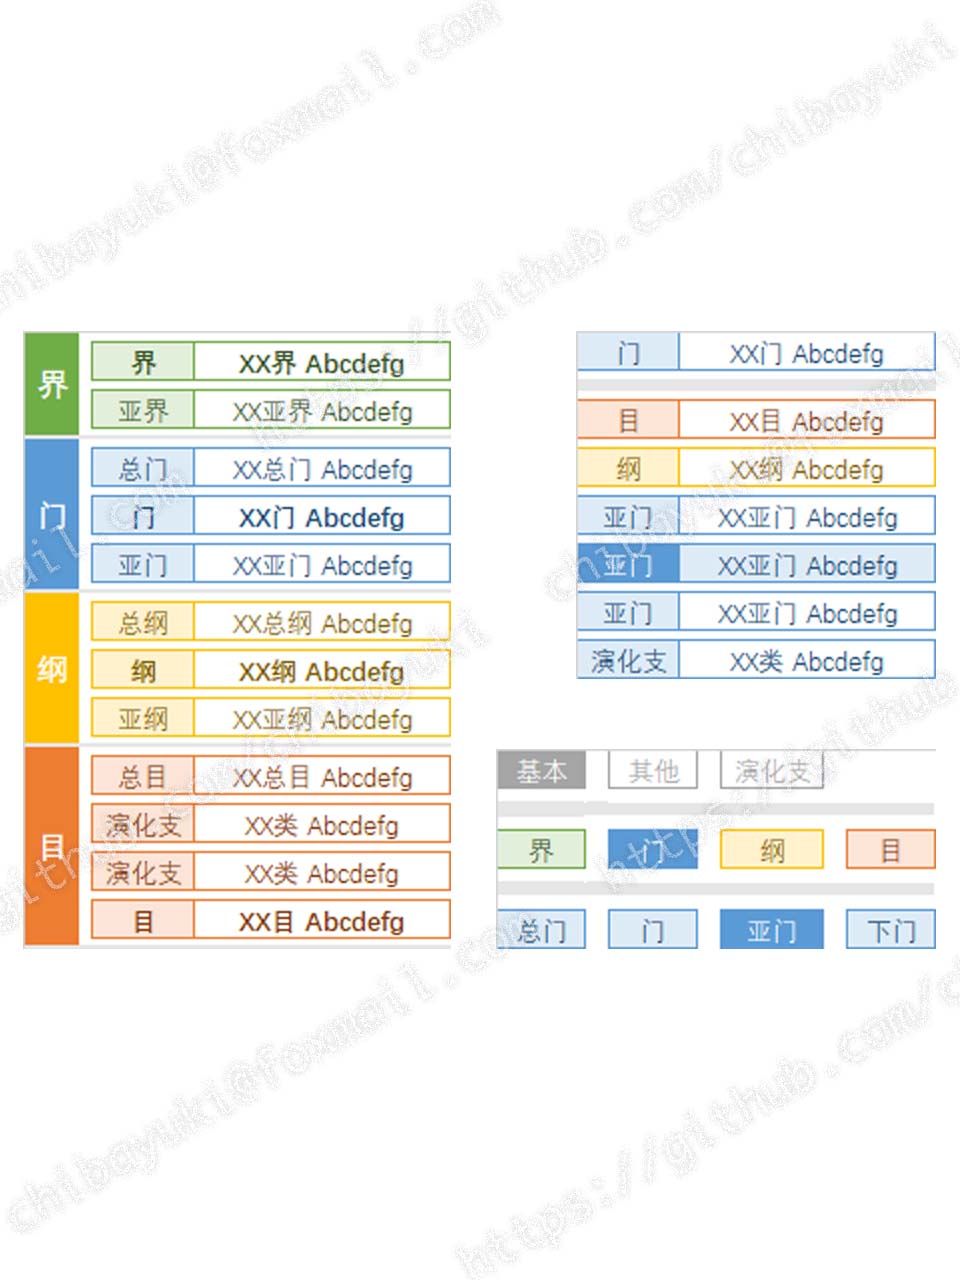 界
界 XX界 Abcdefg
亚界 XX亚界 Abcdefg
门
总门 XX总门 Abcdefg
门 XX门 Abcdefg
亚门 XX亚门 Abcdefg
纲
总纲 XX总纲 Abcdefg
纲 XX纲 Abcdefg
亚纲 XX亚纲 Abcdefg
目
总目 XX总目 Abcdefg
演化支 XX类 Abcdefg
演化支 XX类 Abcdefg
目 XX目 Abcdefg
门 XX门 Abcdefg
目 XX目 Abcdefg
纲 XX纲 Abcdefg
亚门 XX亚门 Abcdefg
亚门 XX亚门 Abcdefg
亚门 XX亚门 Abcdefg
演化支 XX类 Abcdefg
基本 其他 演化支
界 门 纲 目
总门 门 亚门 下门
chibayuki@foxmail.com
https://github.com/chibayuki
chibayuki@foxmail.com
https://github.com/chibayuki
chibayuki@foxmail.com
https://github.com/c